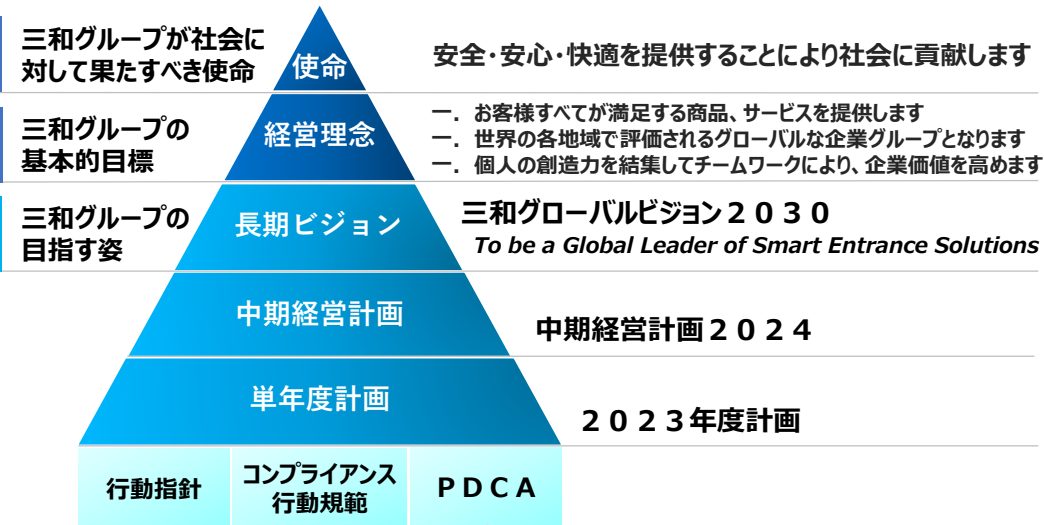 三和グループが社会に
対して果たすべき使命
使命
安全・安心・快適を提供することにより社会に貢献します
三和グループの
基本的目標
経営理念
一．お客様すべてが満足する商品、サービスを提供します
一．世界の各地域で評価されるグローバルな企業グループとなります
一．個人の創造力を結集してチームワークにより、企業価値を高めます
三和グループの
目指す姿
長期ビジョン
三和グローバルビジョン２０３０
To be a Global Leader of Smart Entrance Solutions
中期経営計画
中期経営計画２０２４
単年度計画
２０２３年度計画
行動指針
コンプライアンス
行動規範
ＰＤＣＡ